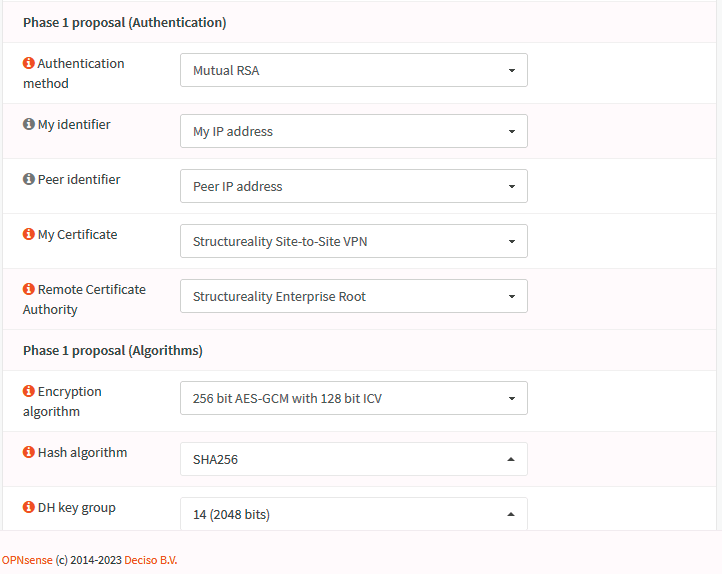 Phase 1 proposal (Authentication)
Authentication
method
Mutual RSA
My identifier
My IP address
Peer identifier
Peer IP address
My Certificate
Structureality Site-to-Site VPN
Remote Certificate
Authority
Structureality Enterprise Root
Phase 1 proposal (Algorithms)
Encryption
algorithm
256 bit AES-GCM with 128 bit ICV
Hash algorithm
SHA256
DH key group
14 (2048 bits)
OPNsense (c) 2014-2023 Deciso B.V.